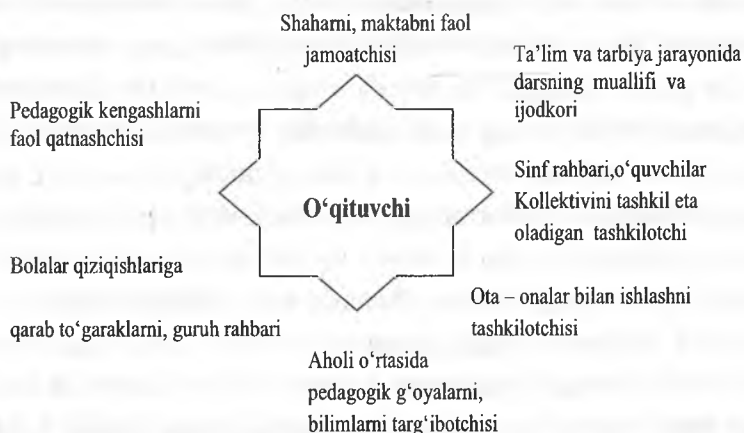 Shaharni, maktabni faol
jamoatchisi
Ta’lim va tarbiya jarayonida
darsning muallifi va
ijodkori
Pedagogik kengashlarni
faol qatnashchisi
Sinf rahbari,o‘quvchilar
Kollektivini tashkil eta
oladigan tashkilotchi
O‘qituvchi
Bolalar qiziqishlariga
qarab to‘garaklarni, guruh rahbari
Ota – onalar bilan ishlashni
tashkilotchisi
Aholi o‘rtasida
pedagogik g‘oyalarni,
bilimlarni targ‘ibotchisi